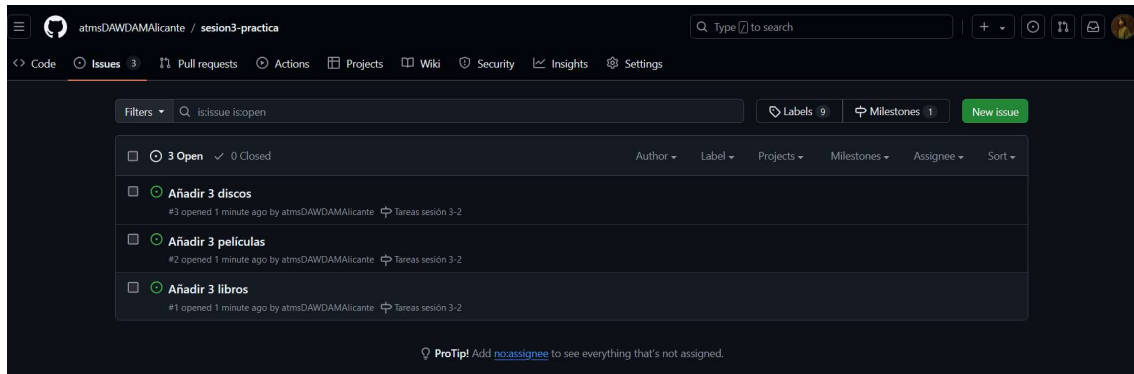 atmsDAWDAMAlicante / sesion3-practica
Type / to search
Code Issues 3 Pull requests Actions Projects Wiki Security Insights Settings
Filters is:issue is:open Labels 9 Milestones 1 New issue
3 Open 0 Closed Author Label Projects Milestones Assignee Sort
Añadir 3 discos
#3 opened 1 minute ago by atmsDAWDAMAlicante Tareas sesión 3-2
Añadir 3 películas
#2 opened 1 minute ago by atmsDAWDAMAlicante Tareas sesión 3-2
Añadir 3 libros
#1 opened 1 minute ago by atmsDAWDAMAlicante Tareas sesión 3-2
ProTip! Add no:assignee to see everything that's not assigned.